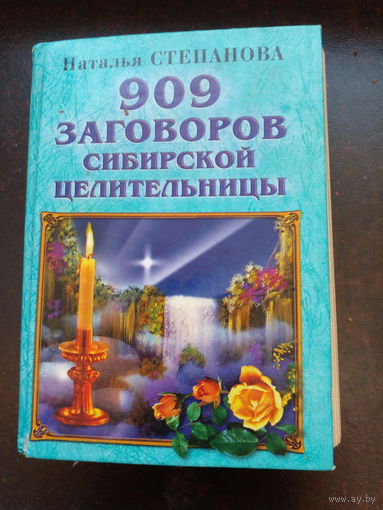 Наталья СТЕПАНОВА
909
ЗАГОВОРОВ
СИБИРСКОЙ
ЦЕЛИТЕЛЬНИЦЫ
www.ay.by